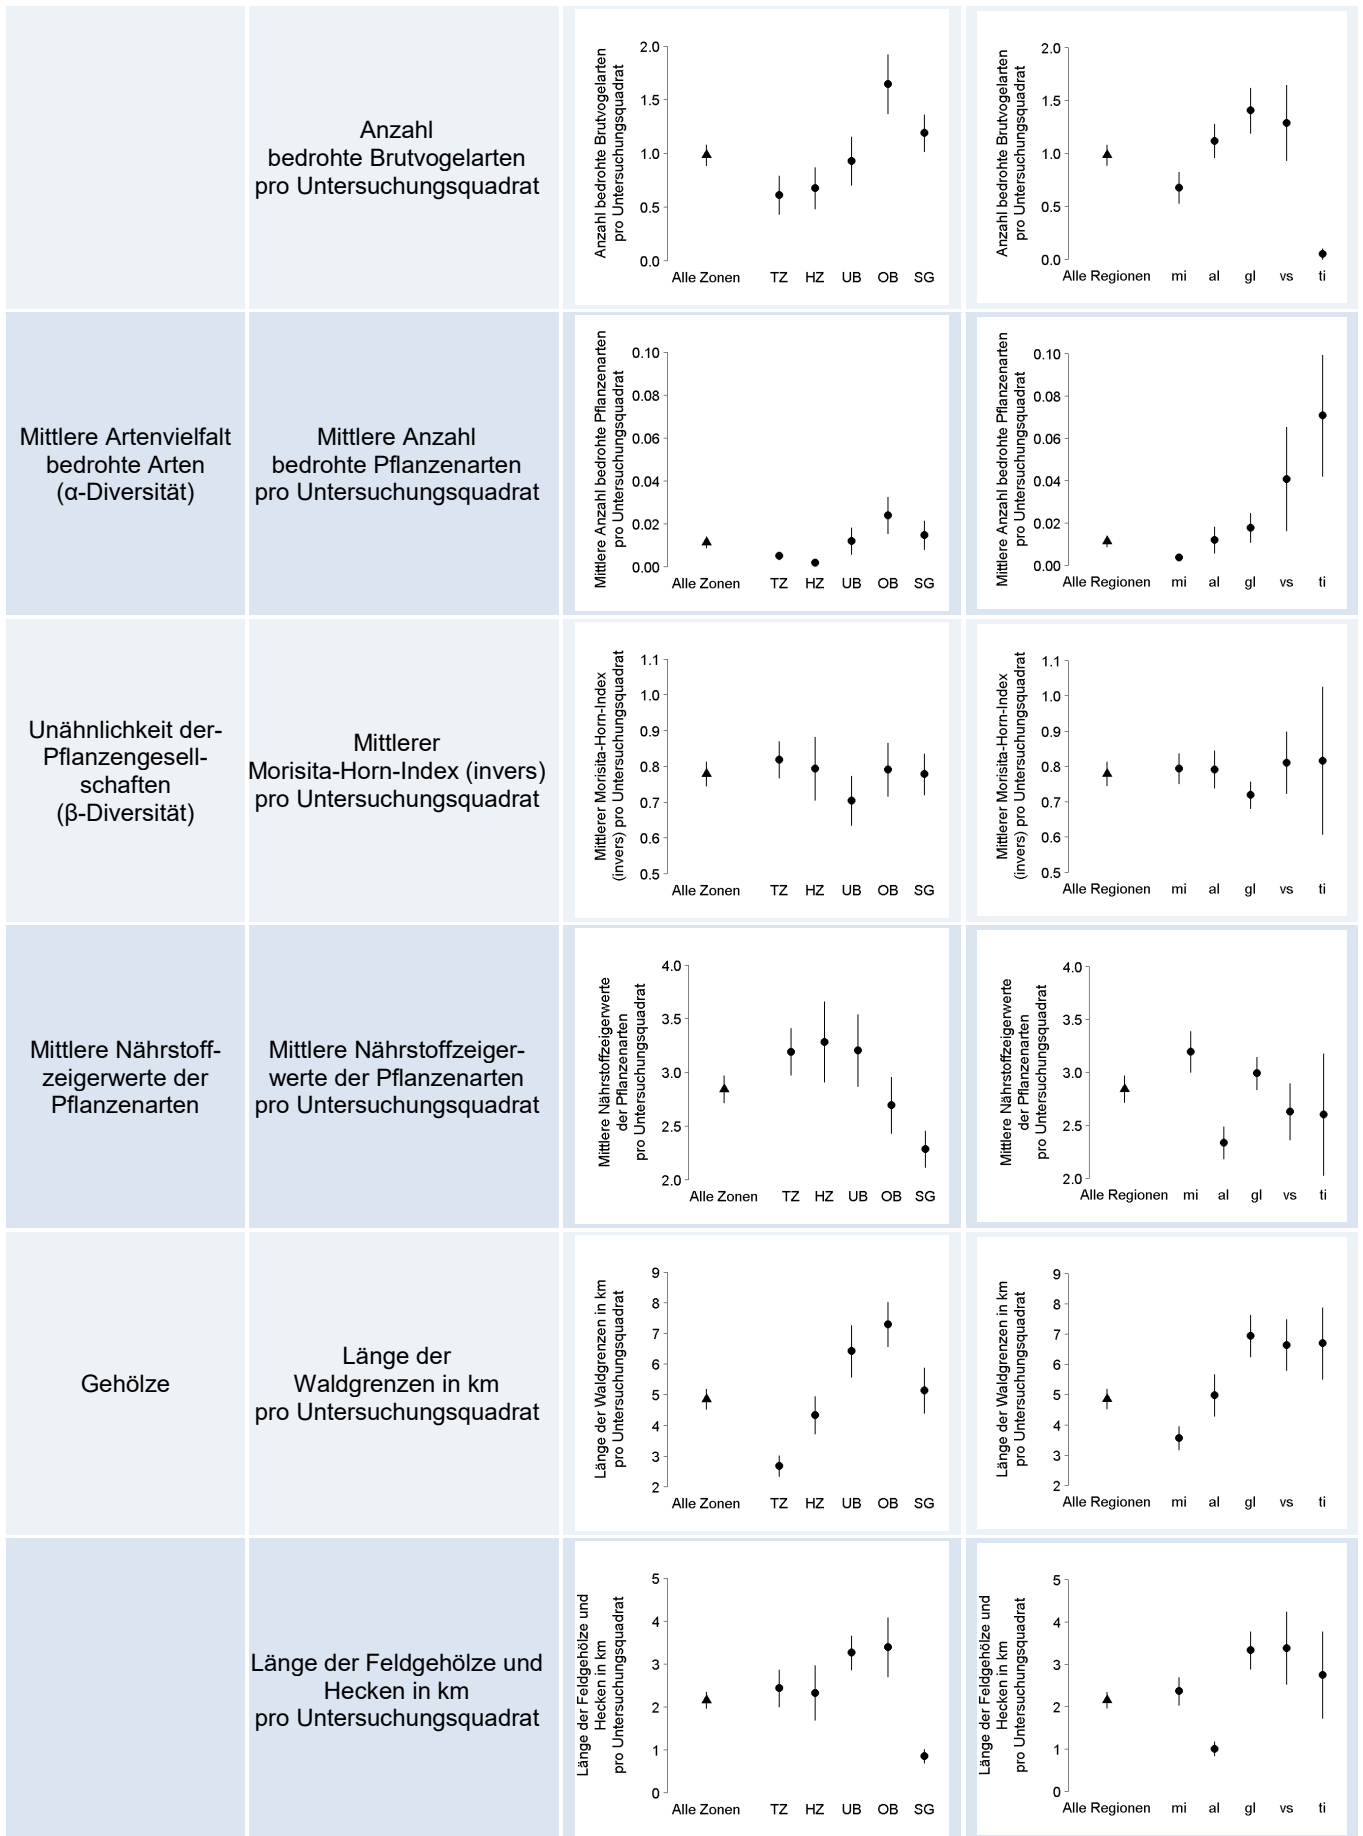 Anzahl
bedrohte Brutvogelarten
pro Untersuchungsquadrat
Anzahl bedrohte Brutvogelarten
pro Untersuchungsquadrat
2.0
1.5
1.0
0.5
0.0
Alle Zonen TZ HZ UB OB SG
Anzahl bedrohte Brutvogelarten
pro Untersuchungsquadrat
2.0
1.5
1.0
0.5
0.0
Alle Regionen mi al gl vs ti
Mittlere Artenvielfalt
bedrohte Arten
(α-Diversität)
Mittlere Anzahl
bedrohte Pflanzenarten
pro Untersuchungsquadrat
Mittlere Anzahl bedrohte Pflanzenarten
pro Untersuchungsquadrat
0.10
0.08
0.06
0.04
0.02
0.00
Alle Zonen TZ HZ UB OB SG
Mittlere Anzahl bedrohte Pflanzenarten
pro Untersuchungsquadrat
0.10
0.08
0.06
0.04
0.02
0.00
Alle Regionen mi al gl vs ti
Unähnlichkeit der-
Pflanzengesell-
schaften
(β-Diversität)
Mittlerer
Morisita-Horn-Index (invers)
pro Untersuchungsquadrat
Mittlerer Morisita-Horn-Index
(invers) pro Untersuchungsquadrat
1.1
1.0
0.9
0.8
0.7
0.6
0.5
Alle Zonen TZ HZ UB OB SG
Mittlerer Morisita-Horn-Index
(invers) pro Untersuchungsquadrat
1.1
1.0
0.9
0.8
0.7
0.6
0.5
Alle Regionen mi al gl vs ti
Mittlere Nährstoff-
zeigerwerte der
Pflanzenarten
Mittlere Nährstoffzeiger-
werte der Pflanzenarten
pro Untersuchungsquadrat
Mittlere Nährstoffzeigerwerte
der Pflanzenarten
pro Untersuchungsquadrat
4.0
3.5
3.0
2.5
2.0
Alle Zonen TZ HZ UB OB SG
Mittlere Nährstoffzeigerwerte
der Pflanzenarten
pro Untersuchungsquadrat
4.0
3.5
3.0
2.5
2.0
Alle Regionen mi al gl vs ti
Gehölze
Länge der
Waldgrenzen in km
pro Untersuchungsquadrat
Länge der Waldgrenzen in km
pro Untersuchungsquadrat
9
8
7
6
5
4
3
2
Alle Zonen TZ HZ UB OB SG
Länge der Waldgrenzen in km
pro Untersuchungsquadrat
9
8
7
6
5
4
3
2
Alle Regionen mi al gl vs ti
Länge der Feldgehölze und
Hecken in km
pro Untersuchungsquadrat
Länge der Feldgehölze und
Hecken in km
pro Untersuchungsquadrat
5
4
3
2
1
0
Alle Zonen TZ HZ UB OB SG
Länge der Feldgehölze und
Hecken in km
pro Untersuchungsquadrat
5
4
3
2
1
0
Alle Regionen mi al gl vs ti